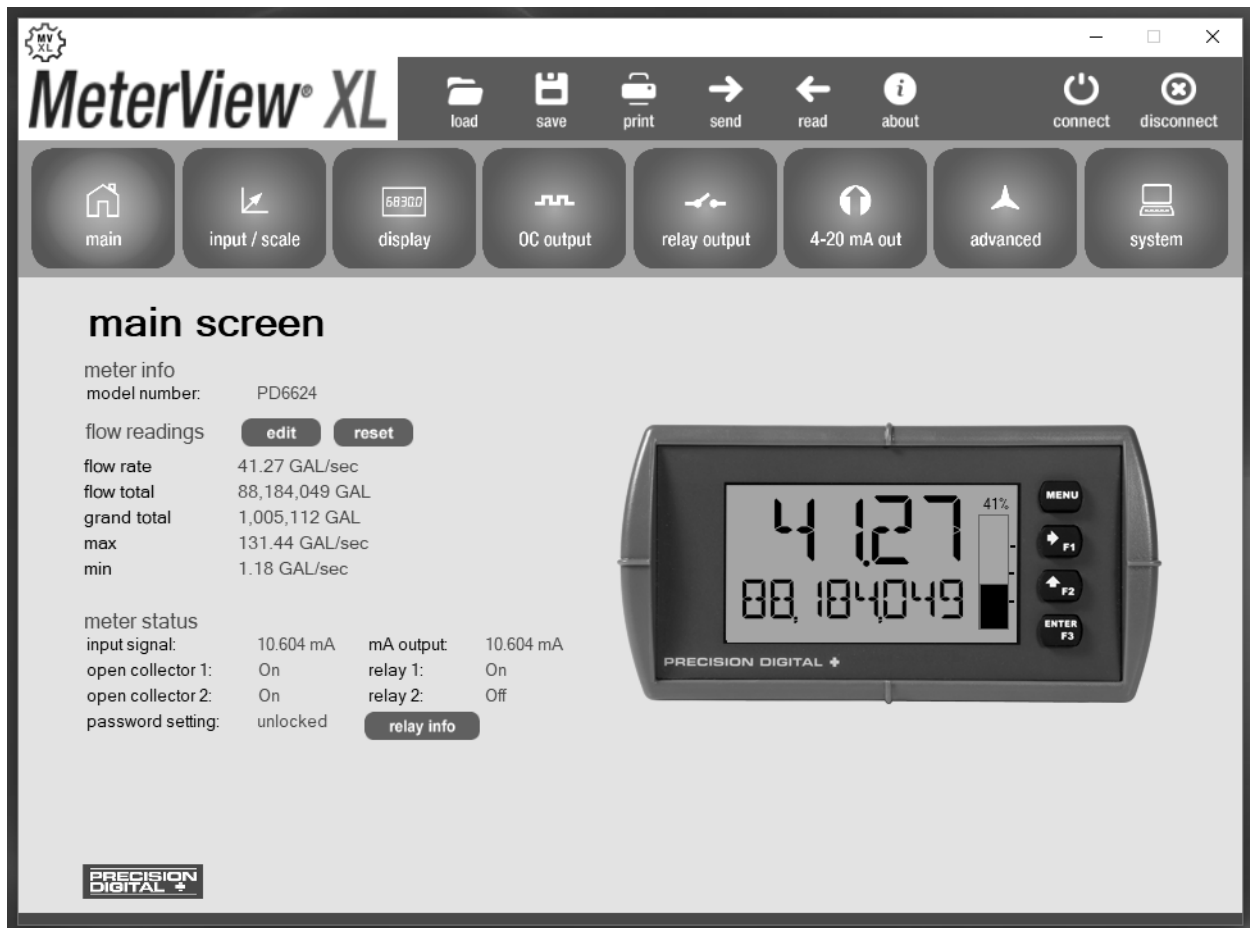 MV
XL
MeterView® XL
load save print send read about connect disconnect
68300
main input / scale display OC output relay output 4-20 mA out advanced system
main screen
meter info
model number: PD6624
flow readings edit reset
flow rate 41.27 GAL/sec
flow total 88,184,049 GAL
grand total 1,005,112 GAL
max 131.44 GAL/sec
min 1.18 GAL/sec
meter status
input signal: 10.604 mA mA output: 10.604 mA
open collector 1: On relay 1: On
open collector 2: On relay 2: Off
password setting: unlocked relay info
41.27
41%
88,184,049
MENU
F1
F2
ENTER
F3
PRECISION DIGITAL
PRECISION
DIGITAL